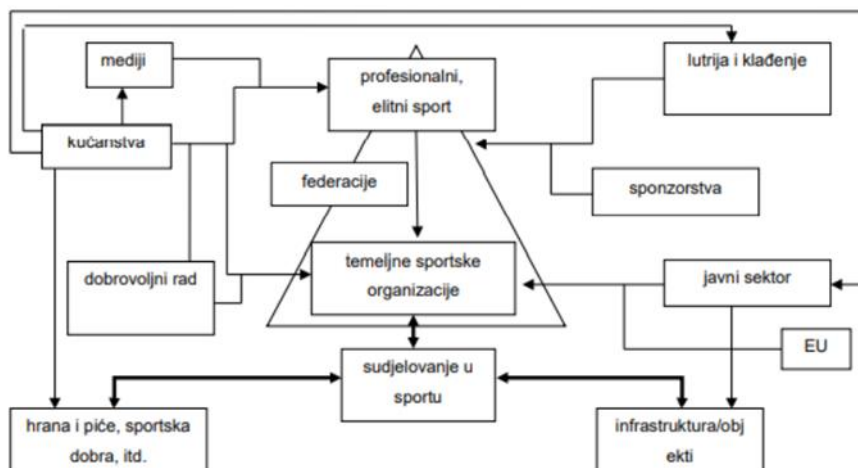 mediji
profesionalni,
elitni sport
lutrija i klađenje
kućanstva
federacije
sponzorstva
dobrovoljni rad
temeljne sportske
organizacije
javni sektor
EU
sudjelovanje u
sportu
hrana i piće, sportska
dobra, itd.
infrastruktura/obj
ekti